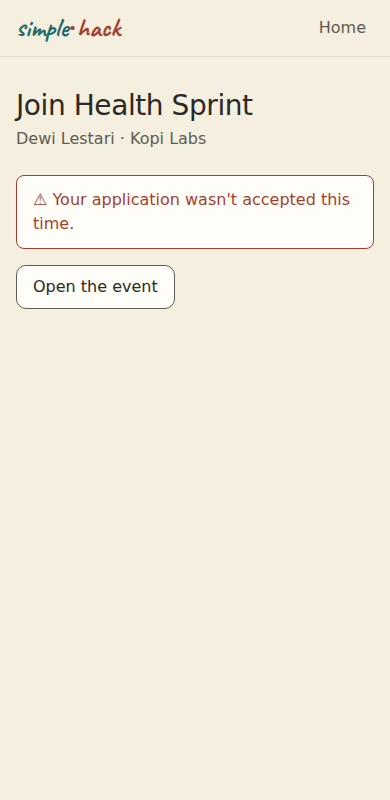 simple·hack
Home
Join Health Sprint
Dewi Lestari · Kopi Labs
⚠ Your application wasn't accepted this
time.
Open the event